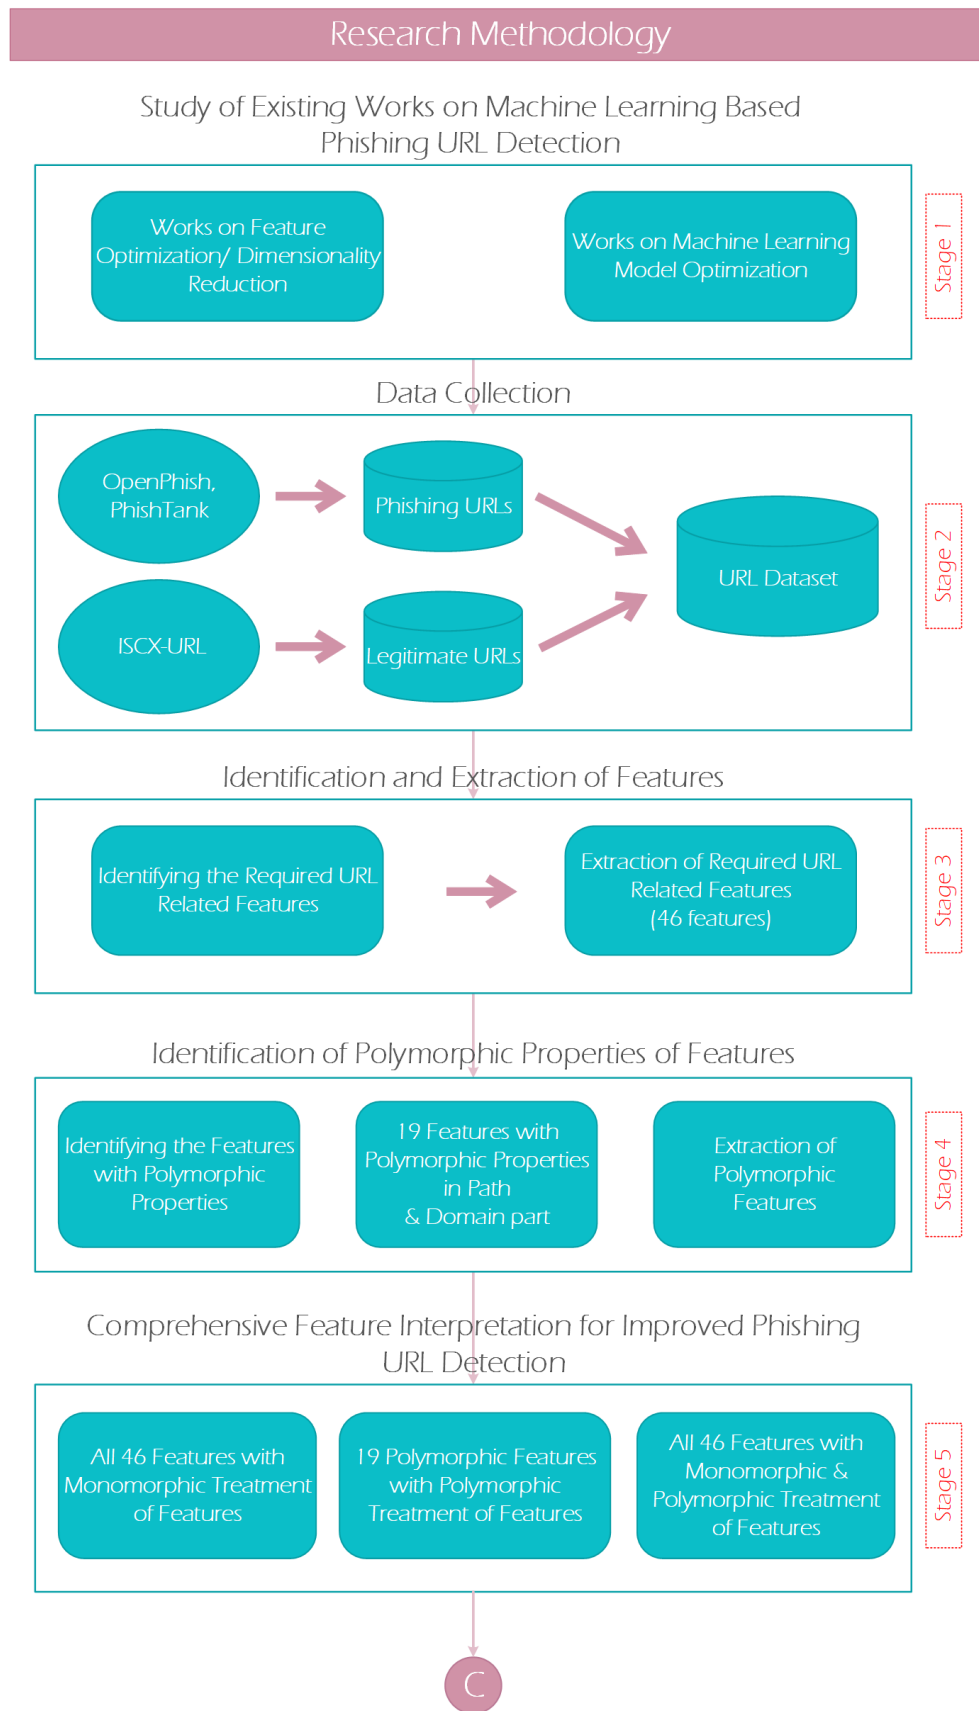 Research Methodology
Study of Existing Works on Machine Learning Based
Phishing URL Detection
Works on Feature
Optimization/ Dimensionality
Reduction
Works on Machine Learning
Model Optimization
Stage 1
Data Collection
OpenPhish,
PhishTank
Phishing URLs
URL Dataset
ISCX-URL
Legitimate URLs
Stage 2
Identification and Extraction of Features
Identifying the Required URL
Related Features
Extraction of Required URL
Related Features
(46 features)
Stage 3
Identification of Polymorphic Properties of Features
Identifying the Features
with Polymorphic
Properties
19 Features with
Polymorphic Properties
in Path
& Domain part
Extraction of
Polymorphic
Features
Stage 4
Comprehensive Feature Interpretation for Improved Phishing
URL Detection
All 46 Features with
Monomorphic Treatment
of Features
19 Polymorphic Features
with Polymorphic
Treatment of Features
All 46 Features with
Monomorphic &
Polymorphic Treatment
of Features
Stage 5
C